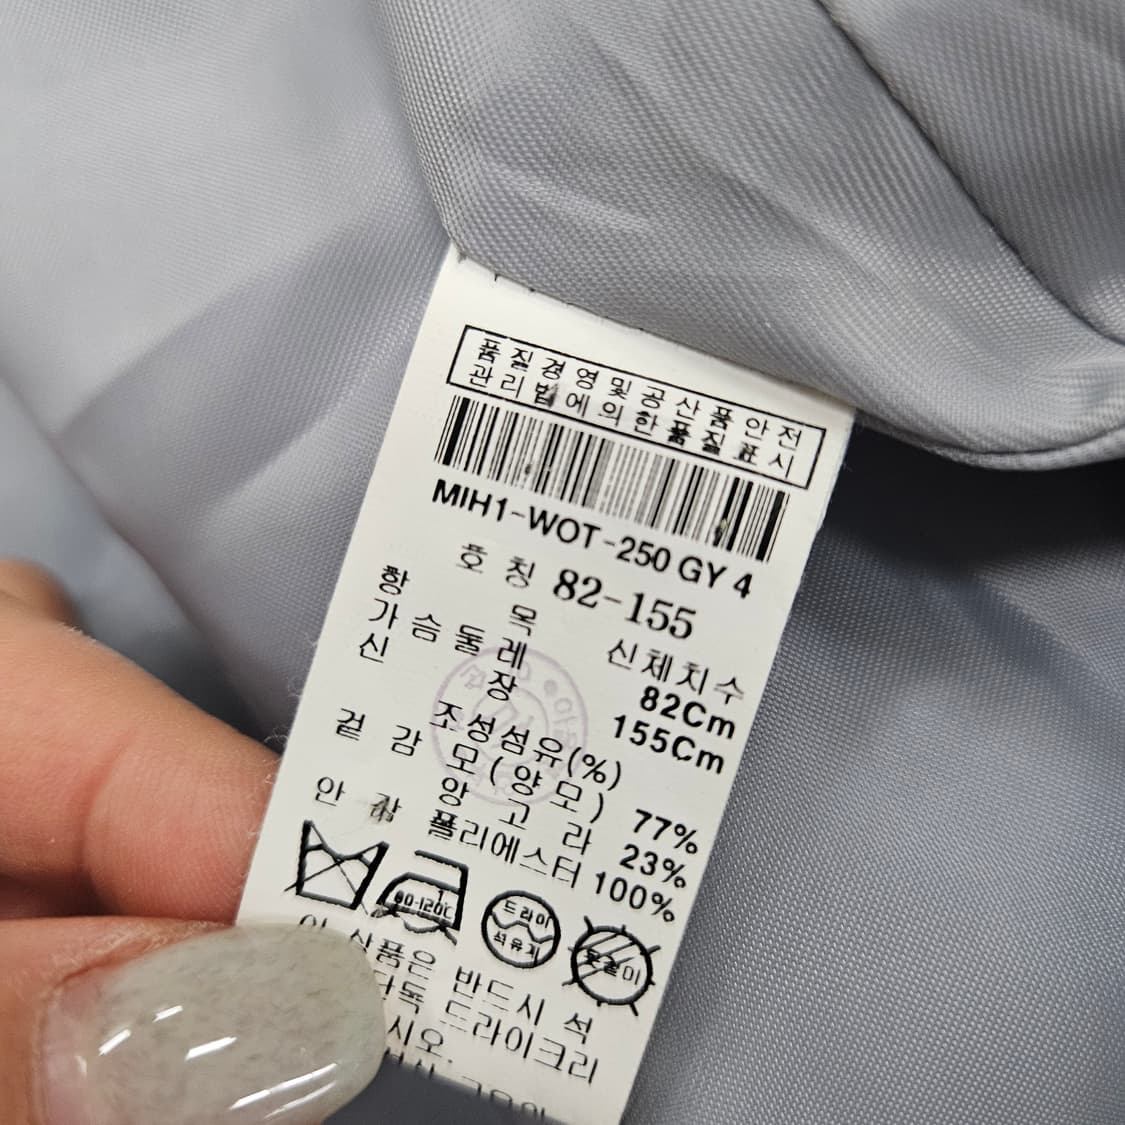 품질경영및공산품안전
관리법에의한품질표시
MIH1-WOT-250 GY 4
호 칭 82-155
항 목 신체치수
가슴둘레 82Cm
신 장 155Cm
조성섬유(%)
겉 감 모(양모) 77%
앙 고 라 23%
안 감 폴리에스터 100%
80-120℃
드라이
석유계
옷걸이
이 상품은 반드시 석
단독 드라이크리
시오.